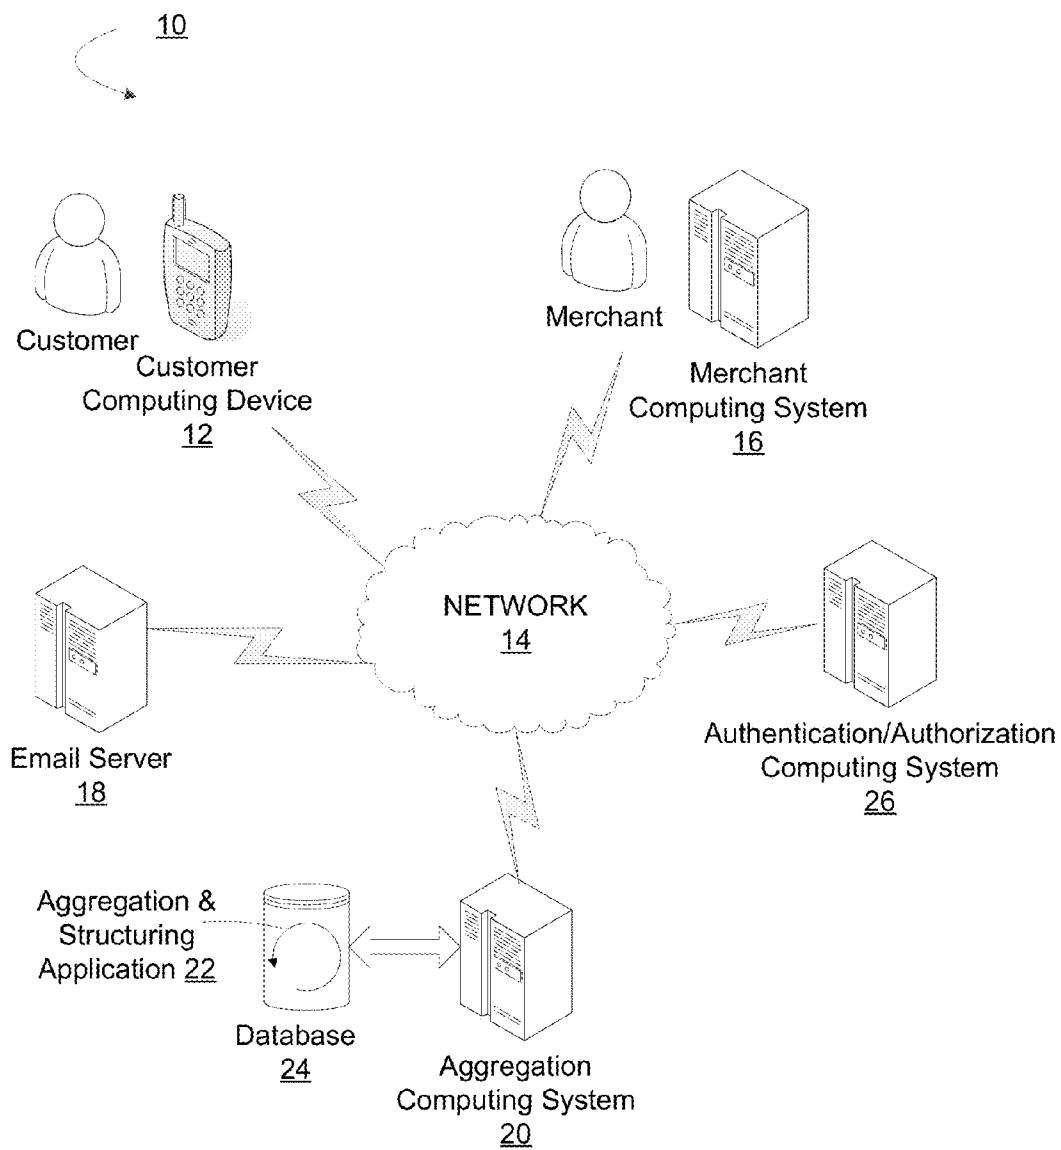 10
Customer
Customer
Computing Device
12
Merchant
Merchant
Computing System
16
NETWORK
14
Email Server
18
Authentication/Authorization
Computing System
26
Aggregation &
Structuring
Application 22
Database
24
Aggregation
Computing System
20